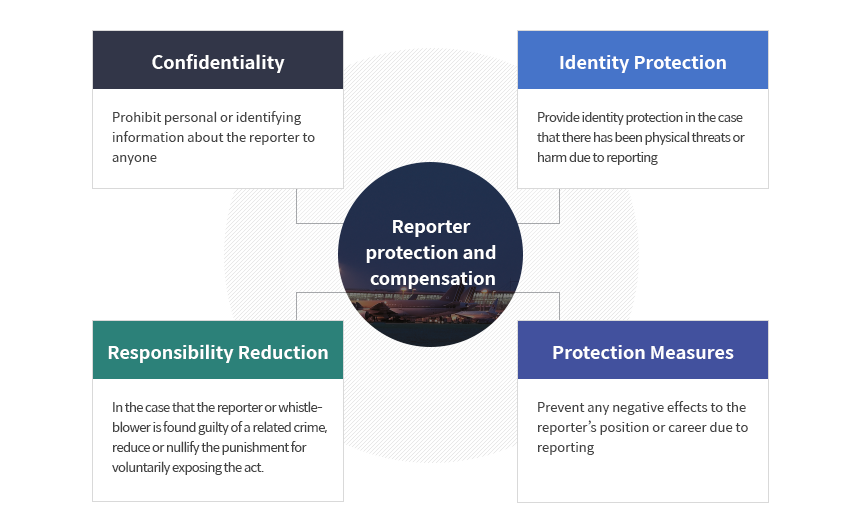 Confidentiality
Prohibit personal or identifying
information about the reporter to
anyone
Identity Protection
Provide identity protection in the case
that there has been physical threats or
harm due to reporting
Reporter
protection and
compensation
Responsibility Reduction
In the case that the reporter or whistle-
blower is found guilty of a related crime,
reduce or nullify the punishment for
voluntarily exposing the act.
Protection Measures
Prevent any negative effects to the
reporter’s position or career due to
reporting